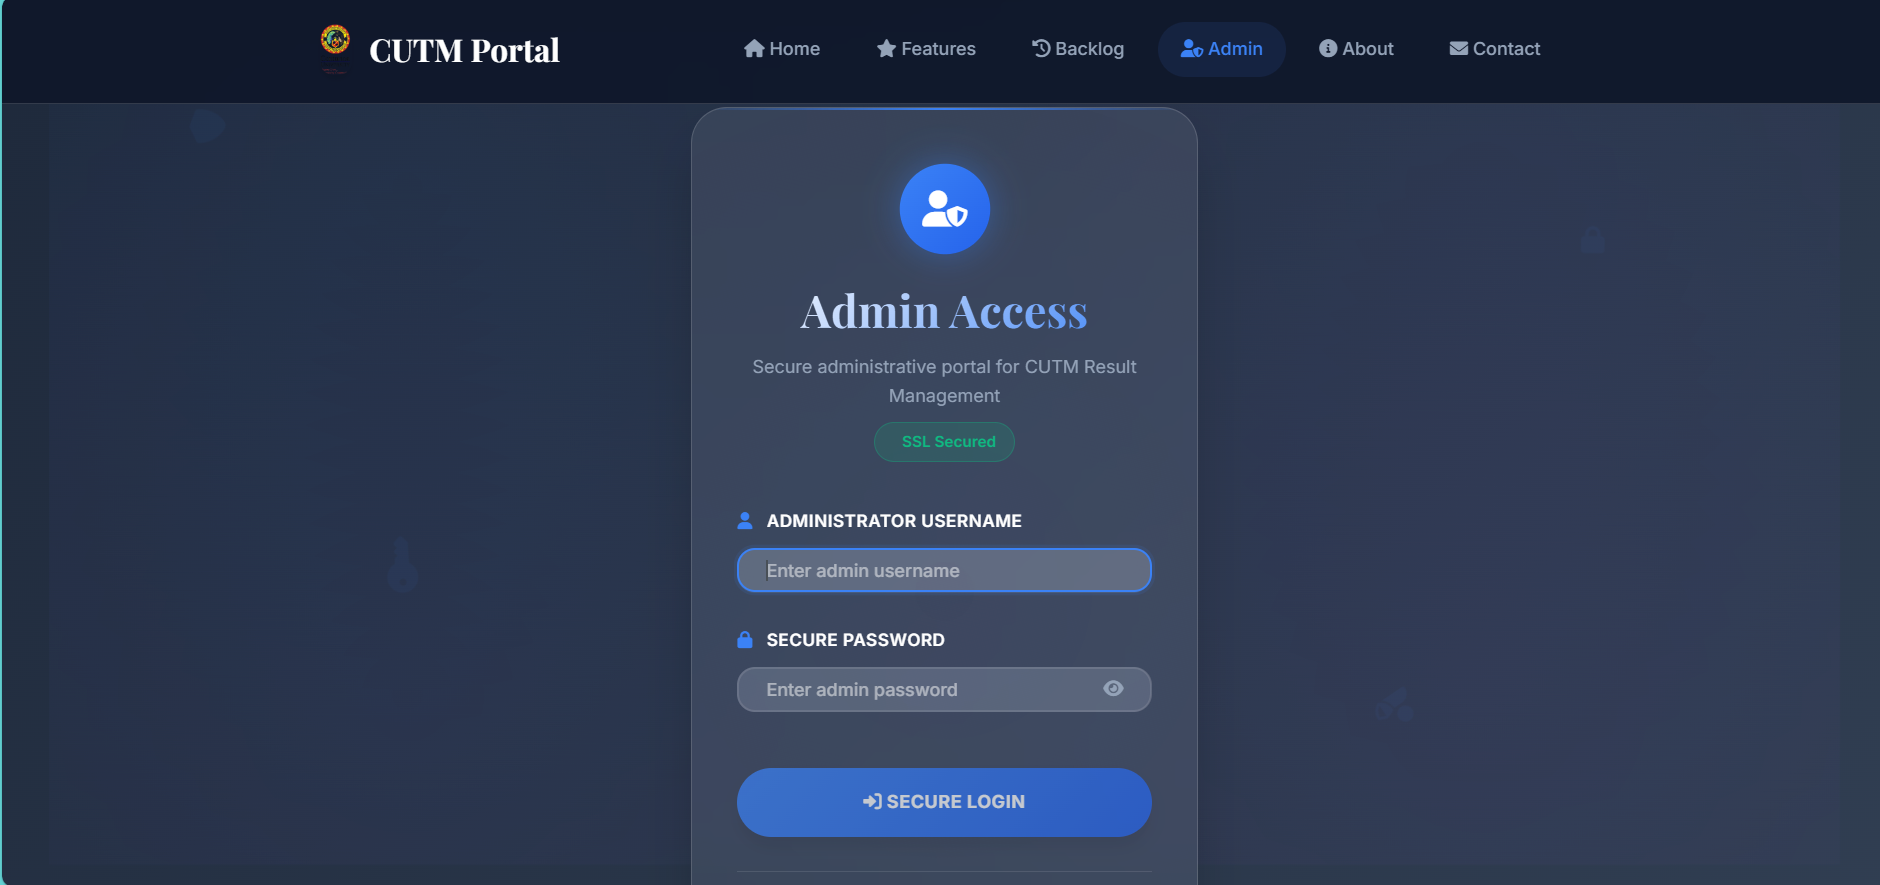 CUTM Portal
Home
Features
Backlog
Admin
About
Contact
Admin Access
Secure administrative portal for CUTM Result
Management
SSL Secured
ADMINISTRATOR USERNAME
Enter admin username
SECURE PASSWORD
Enter admin password
SECURE LOGIN